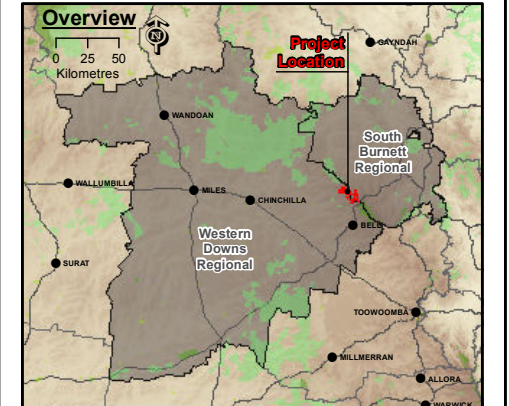 Overview
N
0 25 50
Kilometres
Project
Location
GAYNDAH
WANDOAN
South
Burnett
Regional
WALLUMBILLA
MILES
CHINCHILLA
BELL
Western
Downs
Regional
SURAT
TOOWOOMBA
MILLMERRAN
ALLORA
WARWICK